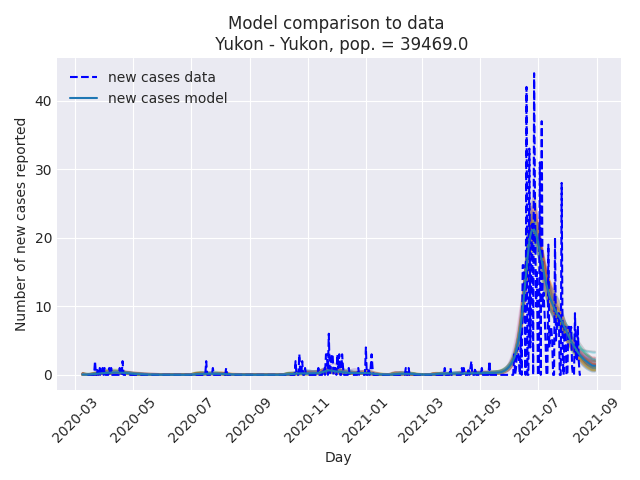 Model comparison to data
Yukon - Yukon, pop. = 39469.0
new cases data
new cases model
Number of new cases reported
40
30
20
10
0
2020-03
2020-05
2020-07
2020-09
2020-11
2021-01
2021-03
2021-05
2021-07
2021-09
Day